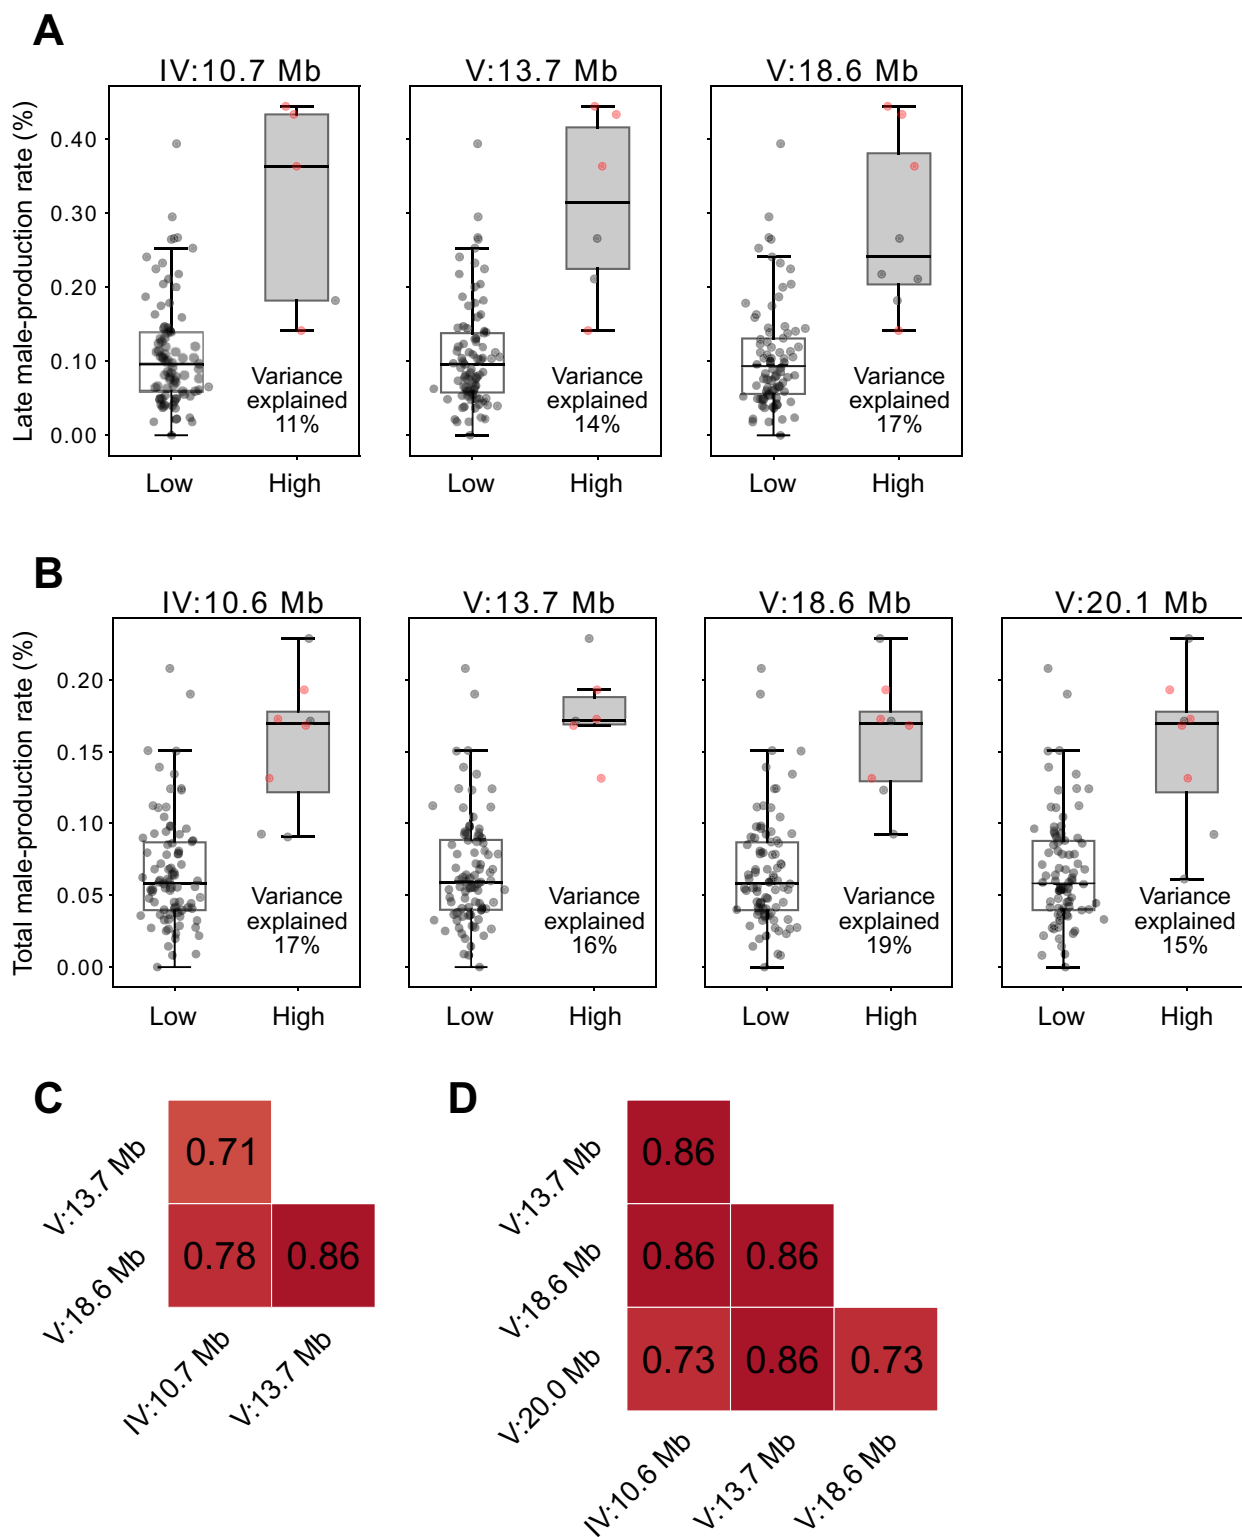 A
IV:10.7 Mb
V:13.7 Mb
V:18.6 Mb
Late male-production rate (%)
0.40
0.30
0.20
0.10
0.00
Variance
explained
11%
Variance
explained
14%
Variance
explained
17%
Low
High
Low
High
Low
High
B
IV:10.6 Mb
V:13.7 Mb
V:18.6 Mb
V:20.1 Mb
Total male-production rate (%)
0.20
0.15
0.10
0.05
0.00
Variance
explained
17%
Variance
explained
16%
Variance
explained
19%
Variance
explained
15%
Low
High
Low
High
Low
High
Low
High
C
V:13.7 Mb
0.71
V:18.6 Mb
0.78
0.86
IV:10.7 Mb
V:13.7 Mb
D
V:13.7 Mb
0.86
V:18.6 Mb
0.86
0.86
V:20.0 Mb
0.73
0.86
0.73
IV:10.6 Mb
V:13.7 Mb
V:18.6 Mb